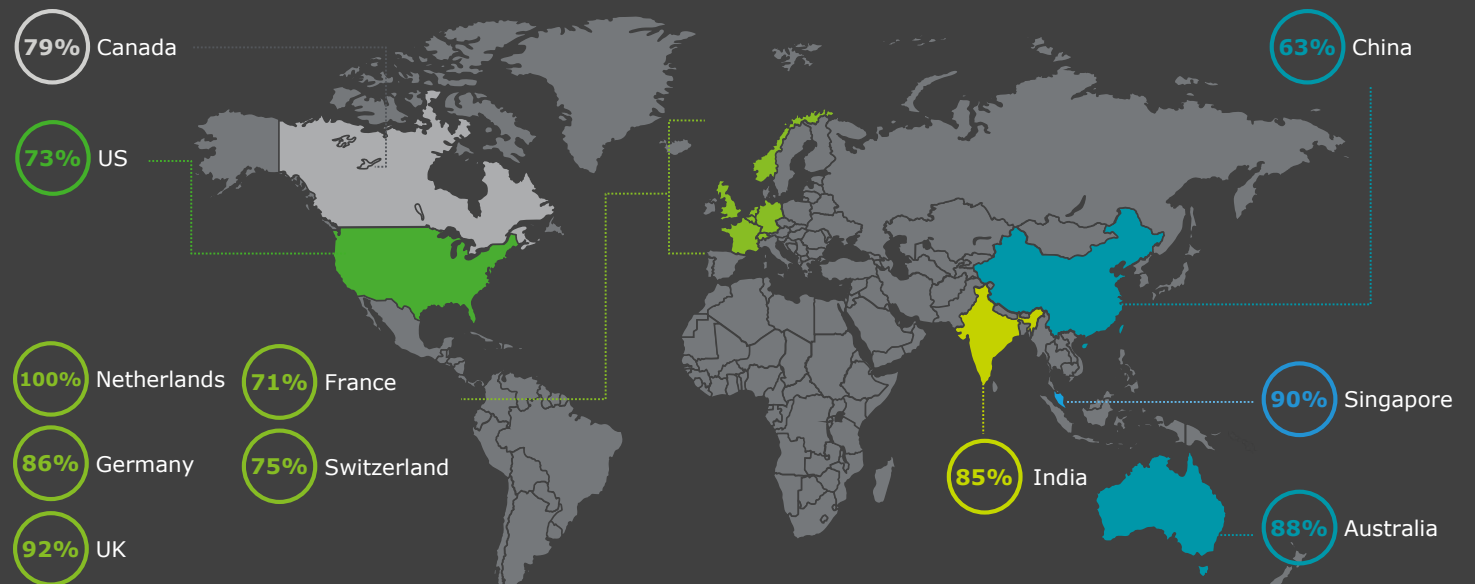 79% Canada
63% China
73% US
100% Netherlands
71% France
90% Singapore
86% Germany
75% Switzerland
85% India
88% Australia
92% UK